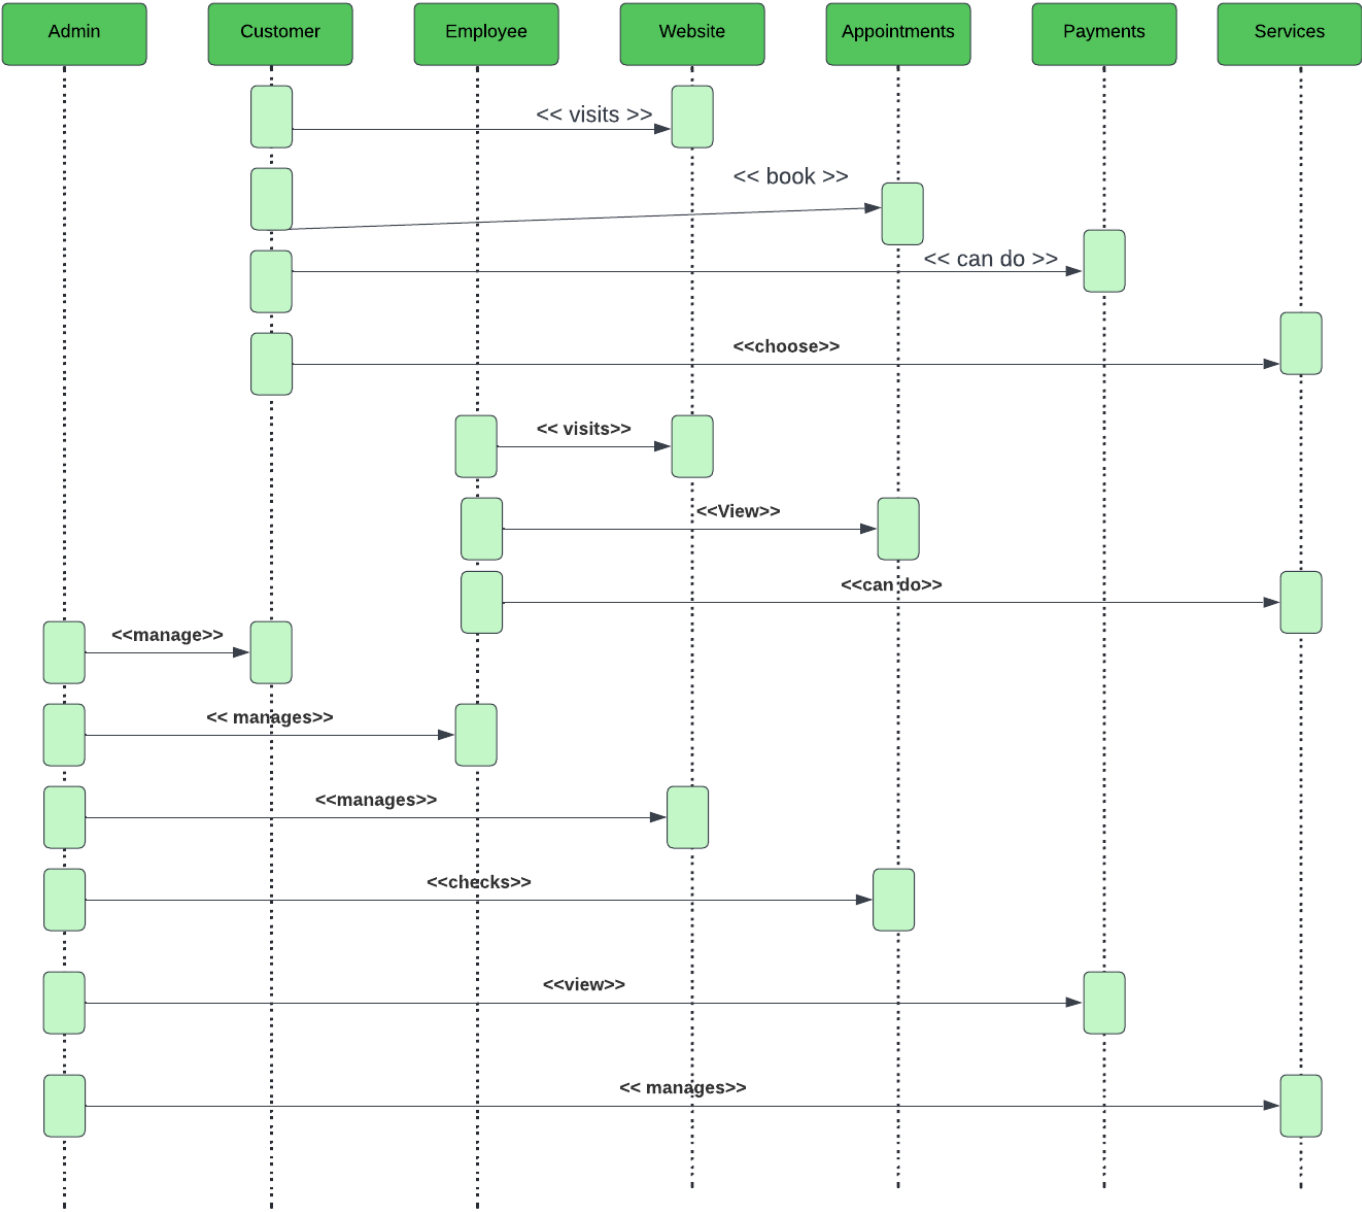 Admin
Customer
Employee
Website
Appointments
Payments
Services
<< visits >>
<< book >>
<< can do >>
<<choose>>
<< visits>>
<<View>>
<<can do>>
<<manage>>
<< manages>>
<<manages>>
<<checks>>
<<view>>
<< manages>>